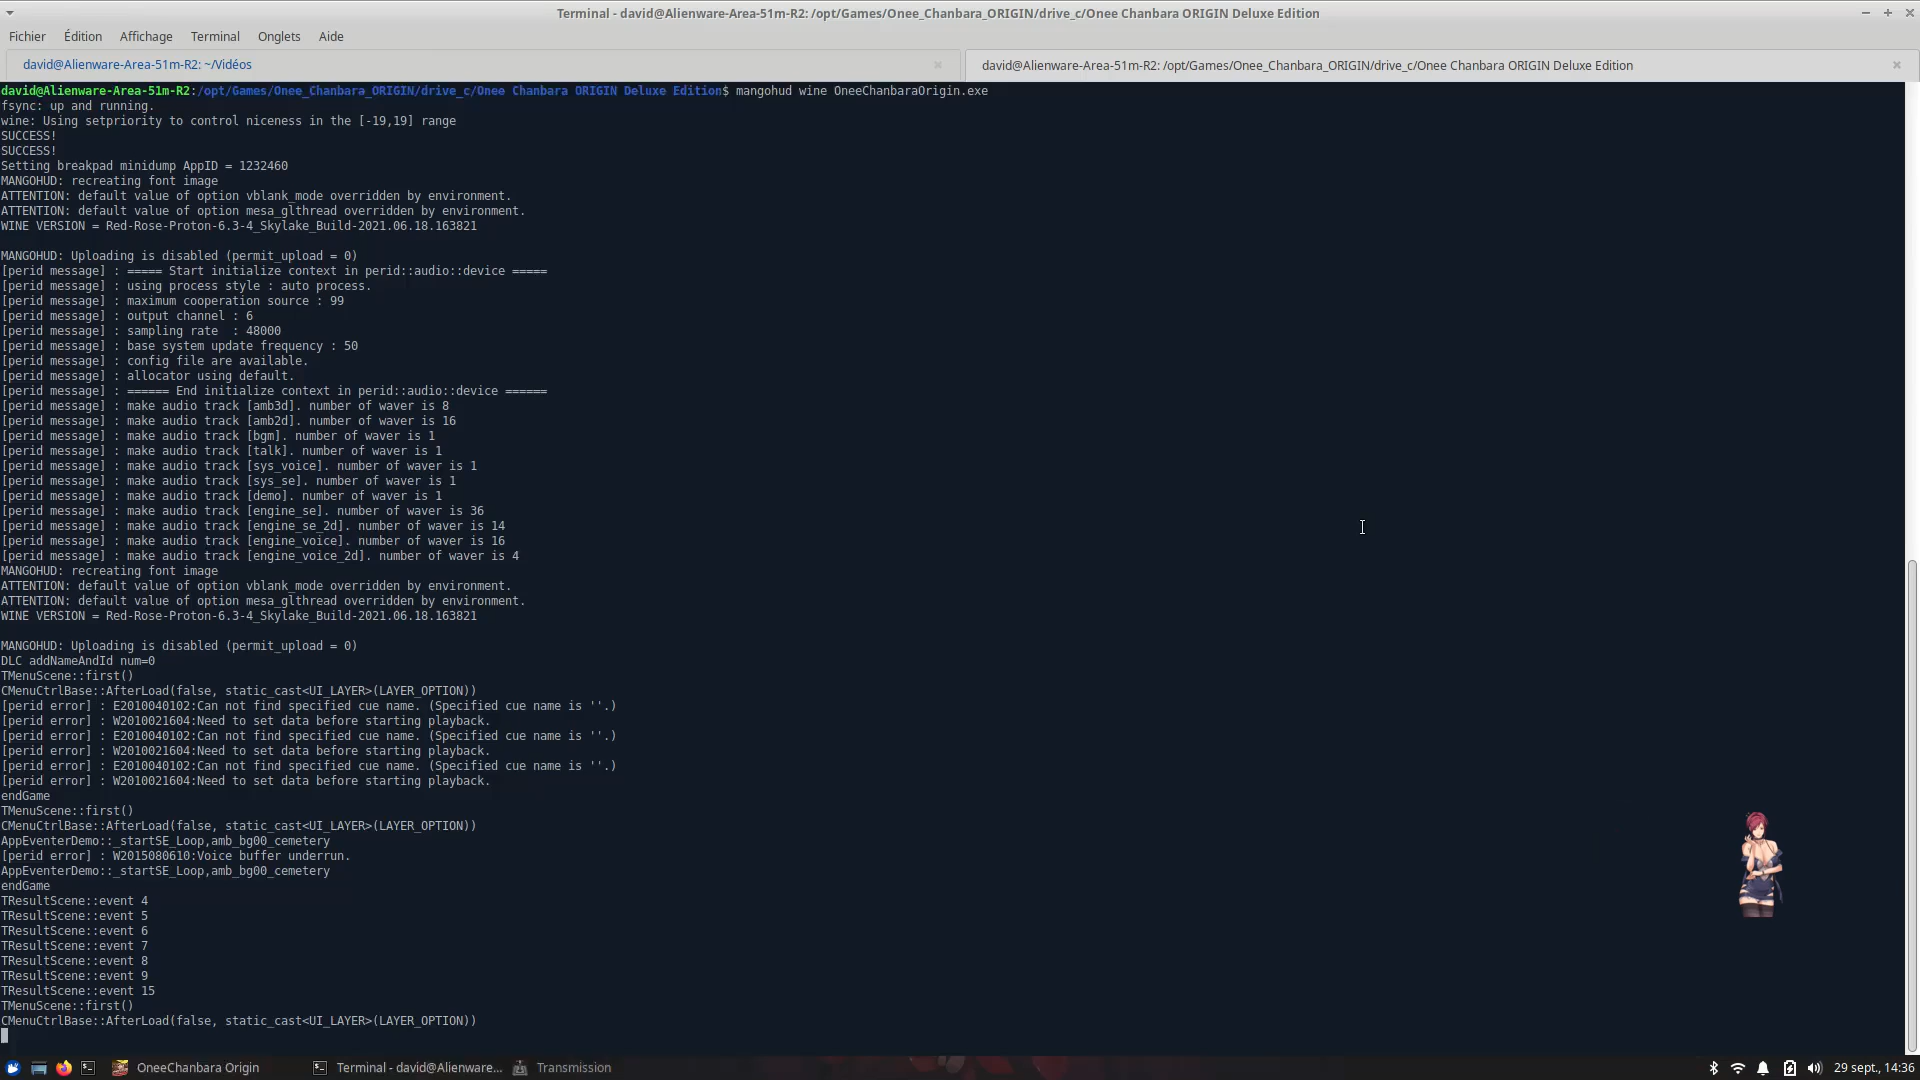 Terminal - david@Alienware-Area-51m-R2: /opt/Games/Onee_Chanbara_ORIGIN/drive_c/Onee Chanbara ORIGIN Deluxe Edition
Fichier Édition Affichage Terminal Onglets Aide
david@Alienware-Area-51m-R2: ~/Vidéos
david@Alienware-Area-51m-R2: /opt/Games/Onee_Chanbara_ORIGIN/drive_c/Onee Chanbara ORIGIN Deluxe Edition
david@Alienware-Area-51m-R2:/opt/Games/Onee_Chanbara_ORIGIN/drive_c/Onee Chanbara ORIGIN Deluxe Edition$ mangohud wine OneeChanbaraOrigin.exe
fsync: up and running.
wine: Using setpriority to control niceness in the [-19,19] range
SUCCESS!
SUCCESS!
Setting breakpad minidump AppID = 1232460
MANGOHUD: recreating font image
ATTENTION: default value of option vblank_mode overridden by environment.
ATTENTION: default value of option mesa_glthread overridden by environment.
WINE VERSION = Red-Rose-Proton-6.3-4_Skylake_Build-2021.06.18.163821
MANGOHUD: Uploading is disabled (permit_upload = 0)
[perid message] : ===== Start initialize context in perid::audio::device =====
[perid message] : using process style : auto process.
[perid message] : maximum cooperation source : 99
[perid message] : output channel : 6
[perid message] : sampling rate  : 48000
[perid message] : base system update frequency : 50
[perid message] : config file are available.
[perid message] : allocator using default.
[perid message] : ====== End initialize context in perid::audio::device ======
[perid message] : make audio track [amb3d]. number of waver is 8
[perid message] : make audio track [amb2d]. number of waver is 16
[perid message] : make audio track [bgm]. number of waver is 1
[perid message] : make audio track [talk]. number of waver is 1
[perid message] : make audio track [sys_voice]. number of waver is 1
[perid message] : make audio track [sys_se]. number of waver is 1
[perid message] : make audio track [demo]. number of waver is 1
[perid message] : make audio track [engine_se]. number of waver is 36
[perid message] : make audio track [engine_se_2d]. number of waver is 14
[perid message] : make audio track [engine_voice]. number of waver is 16
[perid message] : make audio track [engine_voice_2d]. number of waver is 4
MANGOHUD: recreating font image
ATTENTION: default value of option vblank_mode overridden by environment.
ATTENTION: default value of option mesa_glthread overridden by environment.
WINE VERSION = Red-Rose-Proton-6.3-4_Skylake_Build-2021.06.18.163821
MANGOHUD: Uploading is disabled (permit_upload = 0)
DLC addNameAndId num=0
TMenuScene::first()
CMenuCtrlBase::AfterLoad(false, static_cast<UI_LAYER>(LAYER_OPTION))
[perid error] : E2010040102:Can not find specified cue name. (Specified cue name is ''.)
[perid error] : W2010021604:Need to set data before starting playback.
[perid error] : E2010040102:Can not find specified cue name. (Specified cue name is ''.)
[perid error] : W2010021604:Need to set data before starting playback.
[perid error] : E2010040102:Can not find specified cue name. (Specified cue name is ''.)
[perid error] : W2010021604:Need to set data before starting playback.
endGame
TMenuScene::first()
CMenuCtrlBase::AfterLoad(false, static_cast<UI_LAYER>(LAYER_OPTION))
AppEventerDemo::_startSE_Loop,amb_bg00_cemetery
[perid error] : W2015080610:Voice buffer underrun.
AppEventerDemo::_startSE_Loop,amb_bg00_cemetery
endGame
TResultScene::event 4
TResultScene::event 5
TResultScene::event 6
TResultScene::event 7
TResultScene::event 8
TResultScene::event 9
TResultScene::event 15
TMenuScene::first()
CMenuCtrlBase::AfterLoad(false, static_cast<UI_LAYER>(LAYER_OPTION))
OneeChanbara Origin Terminal - david@Alienware... Transmission 29 sept., 14:36